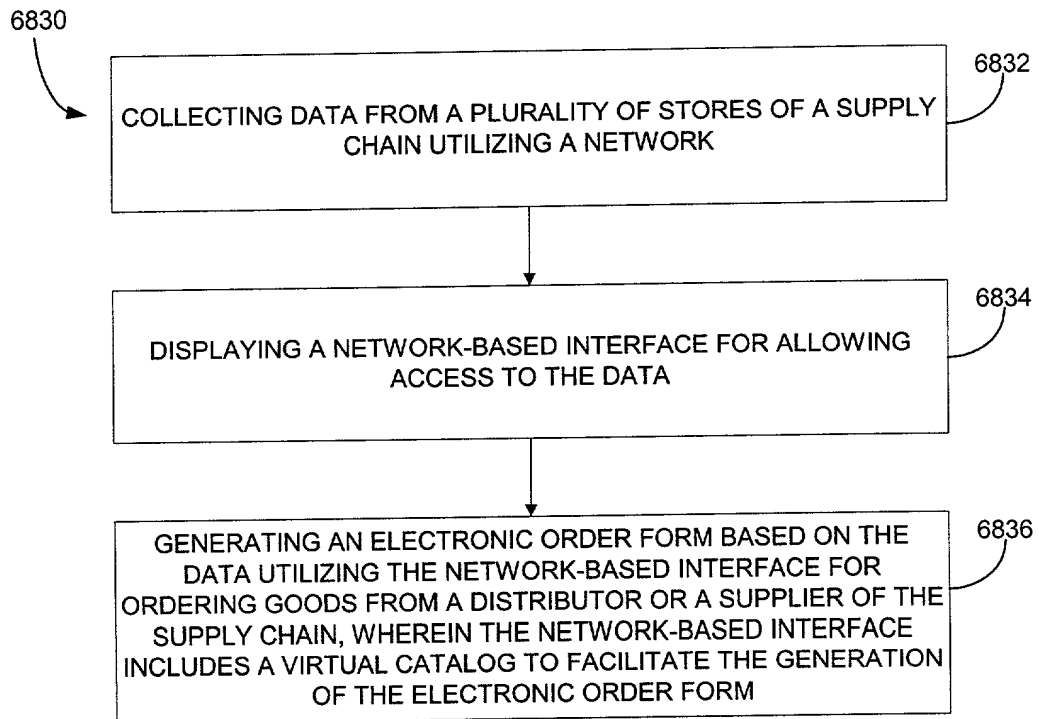 6830
6832
COLLECTING DATA FROM A PLURALITY OF STORES OF A SUPPLY
CHAIN UTILIZING A NETWORK
6834
DISPLAYING A NETWORK-BASED INTERFACE FOR ALLOWING
ACCESS TO THE DATA
6836
GENERATING AN ELECTRONIC ORDER FORM BASED ON THE
DATA UTILIZING THE NETWORK-BASED INTERFACE FOR
ORDERING GOODS FROM A DISTRIBUTOR OR A SUPPLIER OF THE
SUPPLY CHAIN, WHEREIN THE NETWORK-BASED INTERFACE
INCLUDES A VIRTUAL CATALOG TO FACILITATE THE GENERATION
OF THE ELECTRONIC ORDER FORM